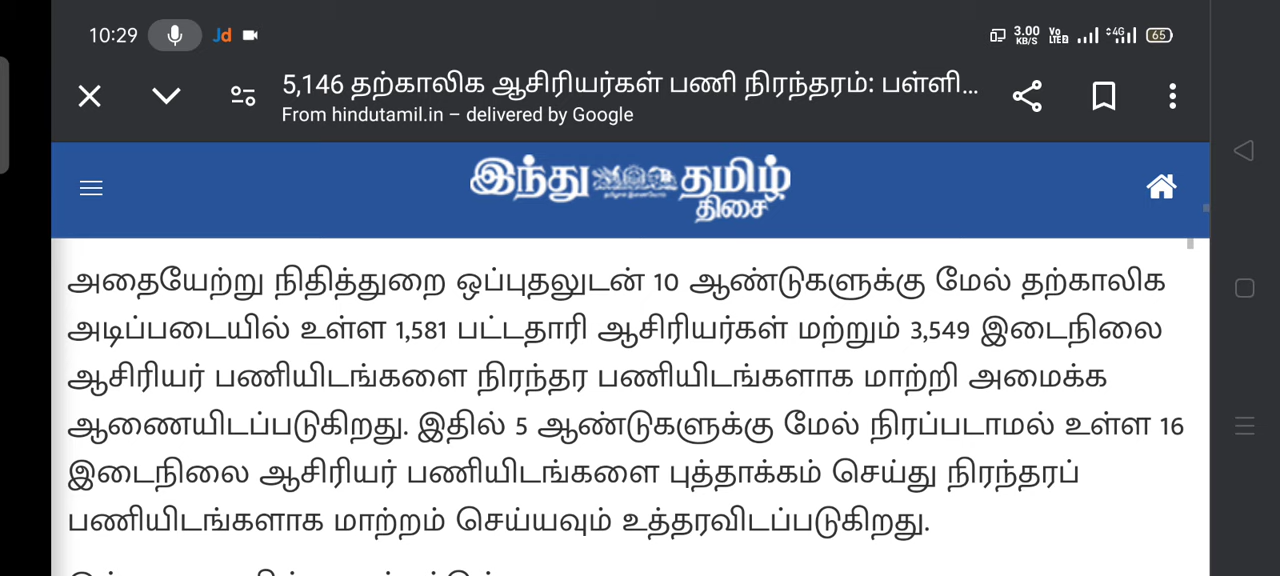 10:29 Jd 3.00 KB/S Vo LTE2 4G 65
5,146 தற்காலிக ஆசிரியர்கள் பணி நிரந்தரம்: பள்ளி...
From hindutamil.in – delivered by Google
இந்து தமிழ்
திசை
அதையேற்று நிதித்துறை ஒப்புதலுடன் 10 ஆண்டுகளுக்கு மேல் தற்காலிக
அடிப்படையில் உள்ள 1,581 பட்டதாரி ஆசிரியர்கள் மற்றும் 3,549 இடைநிலை
ஆசிரியர் பணியிடங்களை நிரந்தர பணியிடங்களாக மாற்றி அமைக்க
ஆணையிடப்படுகிறது. இதில் 5 ஆண்டுகளுக்கு மேல் நிரப்படாமல் உள்ள 16
இடைநிலை ஆசிரியர் பணியிடங்களை புத்தாக்கம் செய்து நிரந்தரப்
பணியிடங்களாக மாற்றம் செய்யவும் உத்தரவிடப்படுகிறது.